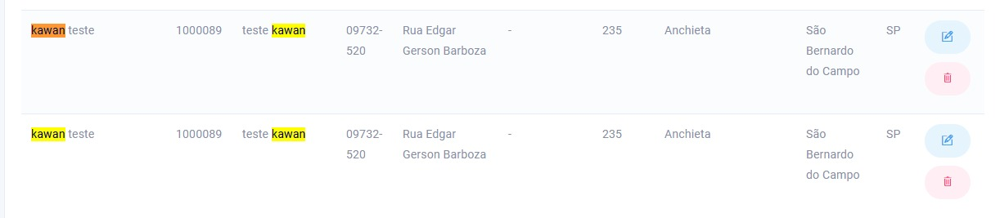 kawan teste 1000089 teste kawan 09732- Rua Edgar - 235 Anchieta São SP
520 Gerson Barboza Bernardo
do Campo
kawan teste 1000089 teste kawan 09732- Rua Edgar - 235 Anchieta São SP
520 Gerson Barboza Bernardo
do Campo